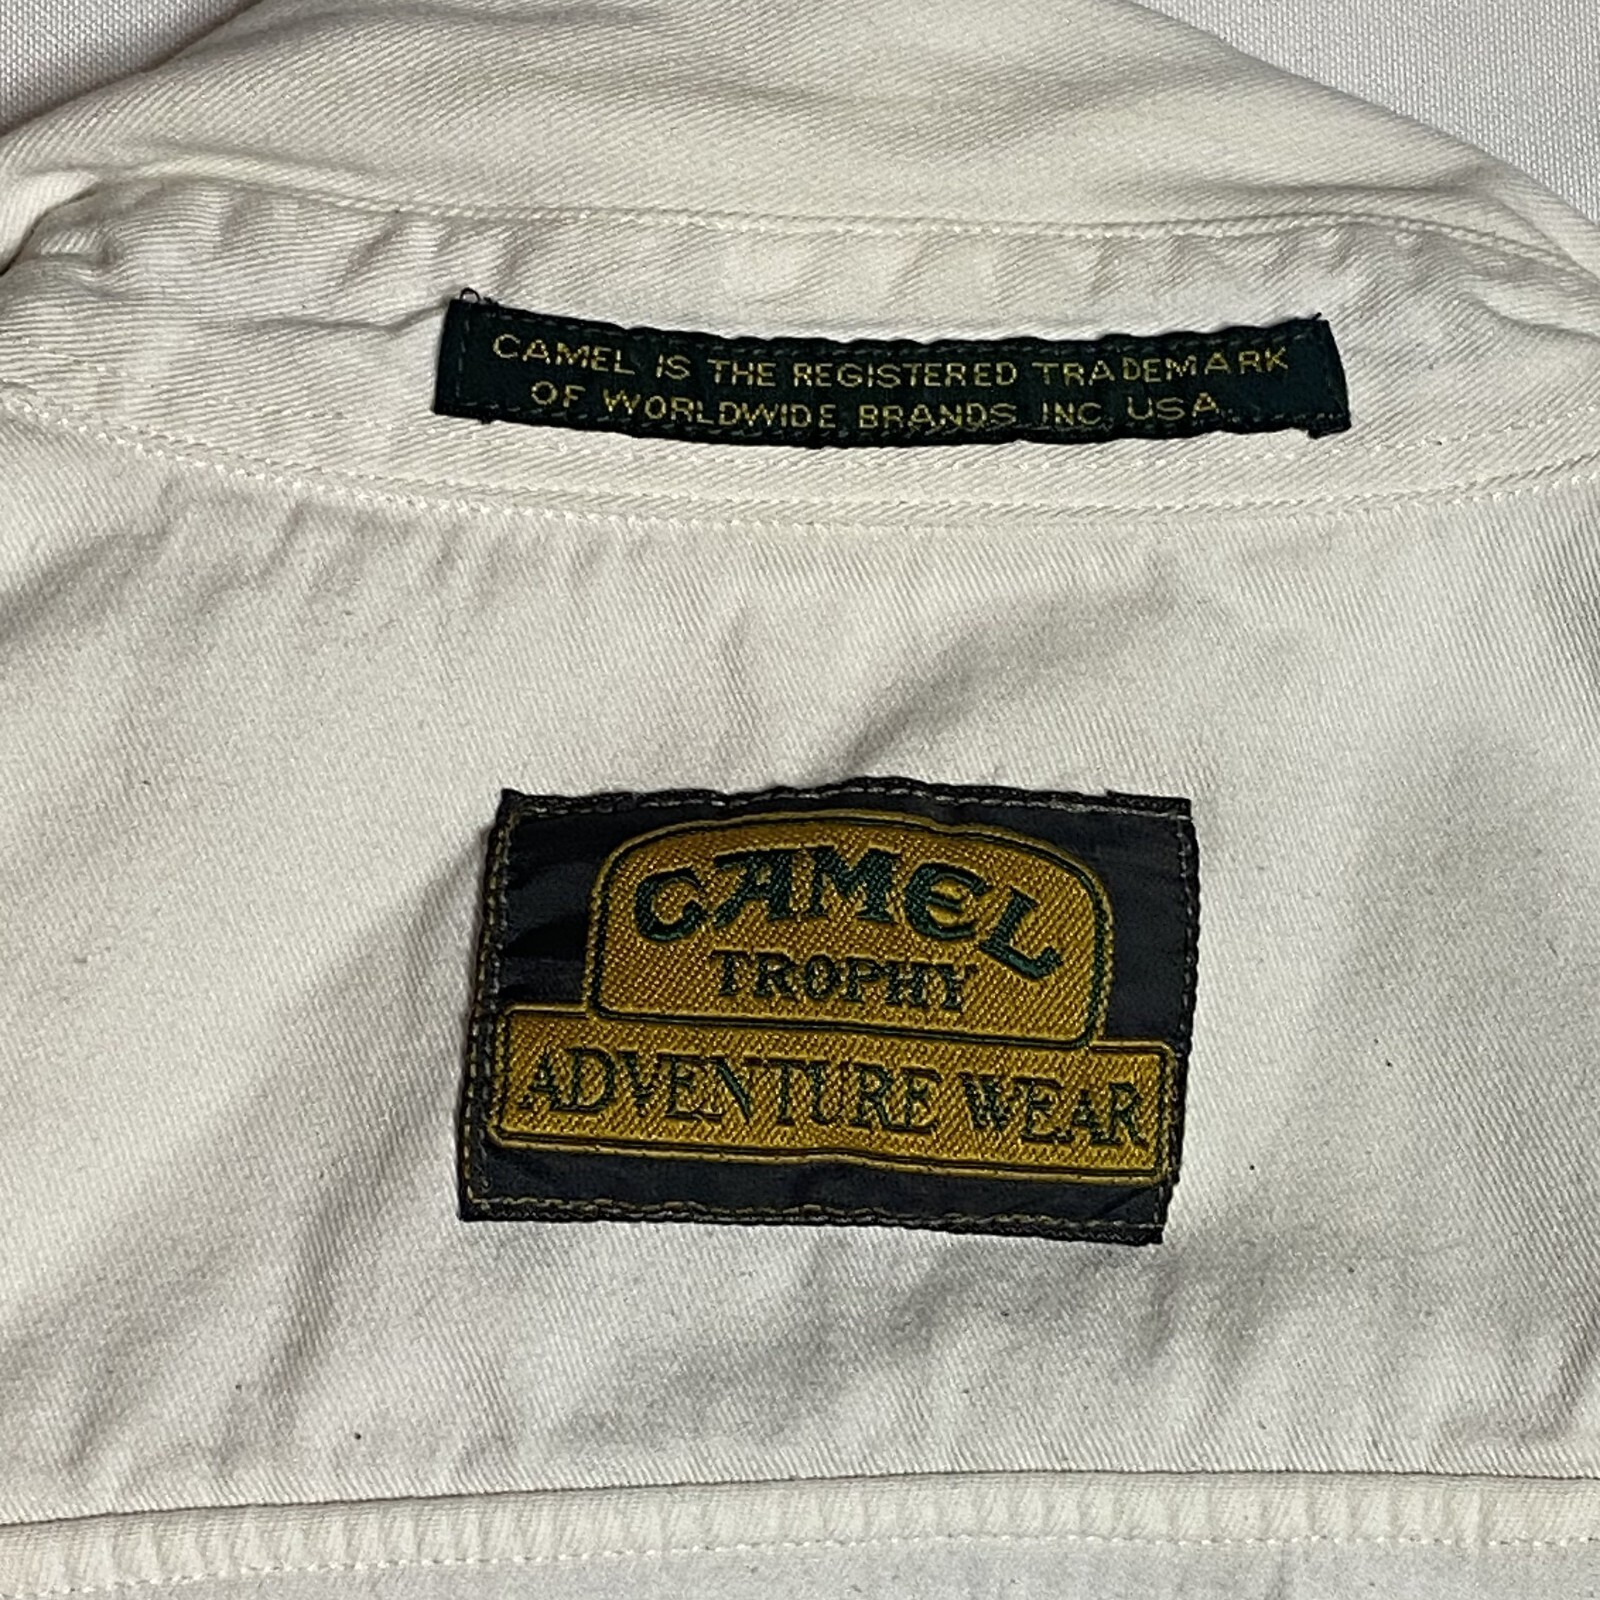 CAMEL IS THE REGISTERED TRADEMARK
OF WORLDWIDE BRANDS INC. USA
CAMEL
TROPHY
ADVENTURE WEAR